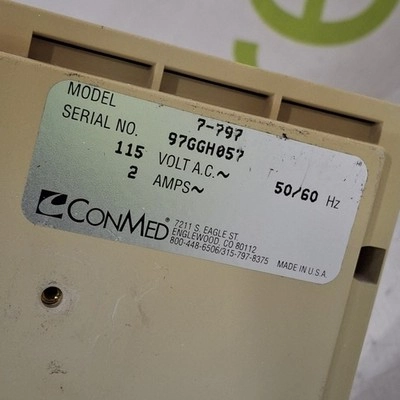 MODEL 7-797
SERIAL NO. 97GGH057
115 VOLT A.C.~ 50/60 Hz
2 AMPS~
CONMED®
7211 S. EAGLE ST.
ENGLEWOOD, CO 80112
800-448-6506/315-797-8375 MADE IN U.S.A.